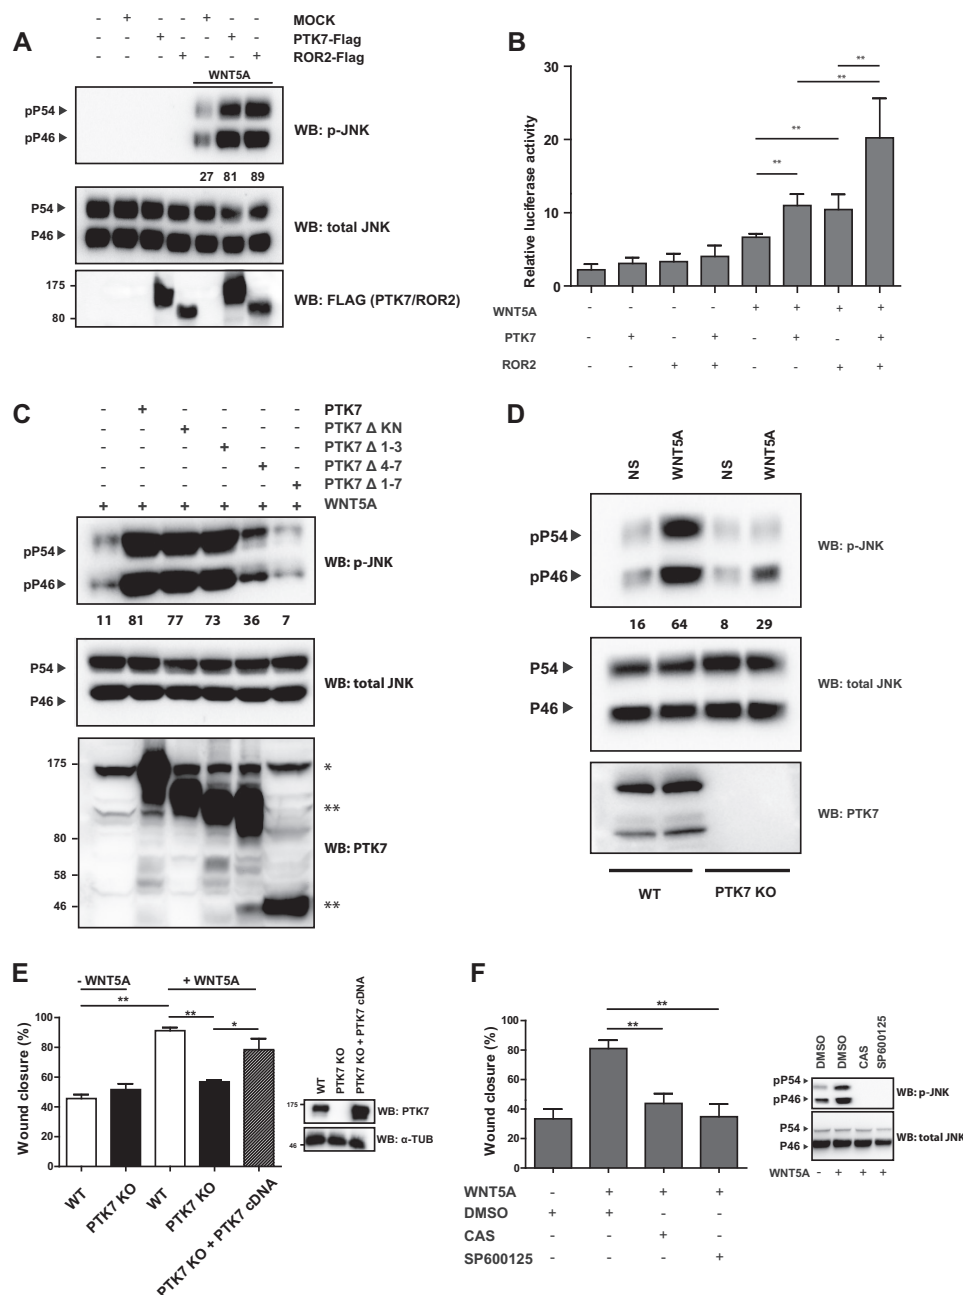 A
- + - - + - - MOCK
- - + - - + - PTK7-Flag
- - - + - - + ROR2-Flag
WNT5A
pP54
pP46
WB: p-JNK
27 81 89
P54
P46
WB: total JNK
175
80
WB: FLAG (PTK7/ROR2)
B
Relative luciferase activity
30
20
10
0
**
**
**
**
WNT5A - - - - + + + +
PTK7 - + - + - + - +
ROR2 - - + + - - + +
C
- + - - - - PTK7
- - + - - - PTK7 Δ KN
- - - + - - PTK7 Δ 1-3
- - - - + - PTK7 Δ 4-7
- - - - - + PTK7 Δ 1-7
+ + + + + + WNT5A
pP54
pP46
WB: p-JNK
11 81 77 73 36 7
P54
P46
WB: total JNK
175
80
58
46
*
**
**
WB: PTK7
D
NS WNT5A NS WNT5A
pP54
pP46
WB: p-JNK
16 64 8 29
P54
P46
WB: total JNK
WB: PTK7
WT PTK7 KO
E
- WNT5A + WNT5A
**
**
*
Wound closure (%)
100
80
60
40
20
0
WT
PTK7 KO
WT
PTK7 KO
PTK7 KO + PTK7 cDNA
WT
PTK7 KO
PTK7 KO + PTK7 cDNA
175
WB: PTK7
46
WB: α-TUB
F
**
**
Wound closure (%)
100
80
60
40
20
0
WNT5A - + + +
DMSO + + - -
CAS - - + -
SP600125 - - - +
DMSO
DMSO
CAS
SP600125
pP54
pP46
WB: p-JNK
P54
P46
WB: total JNK
WNT5A - + + +